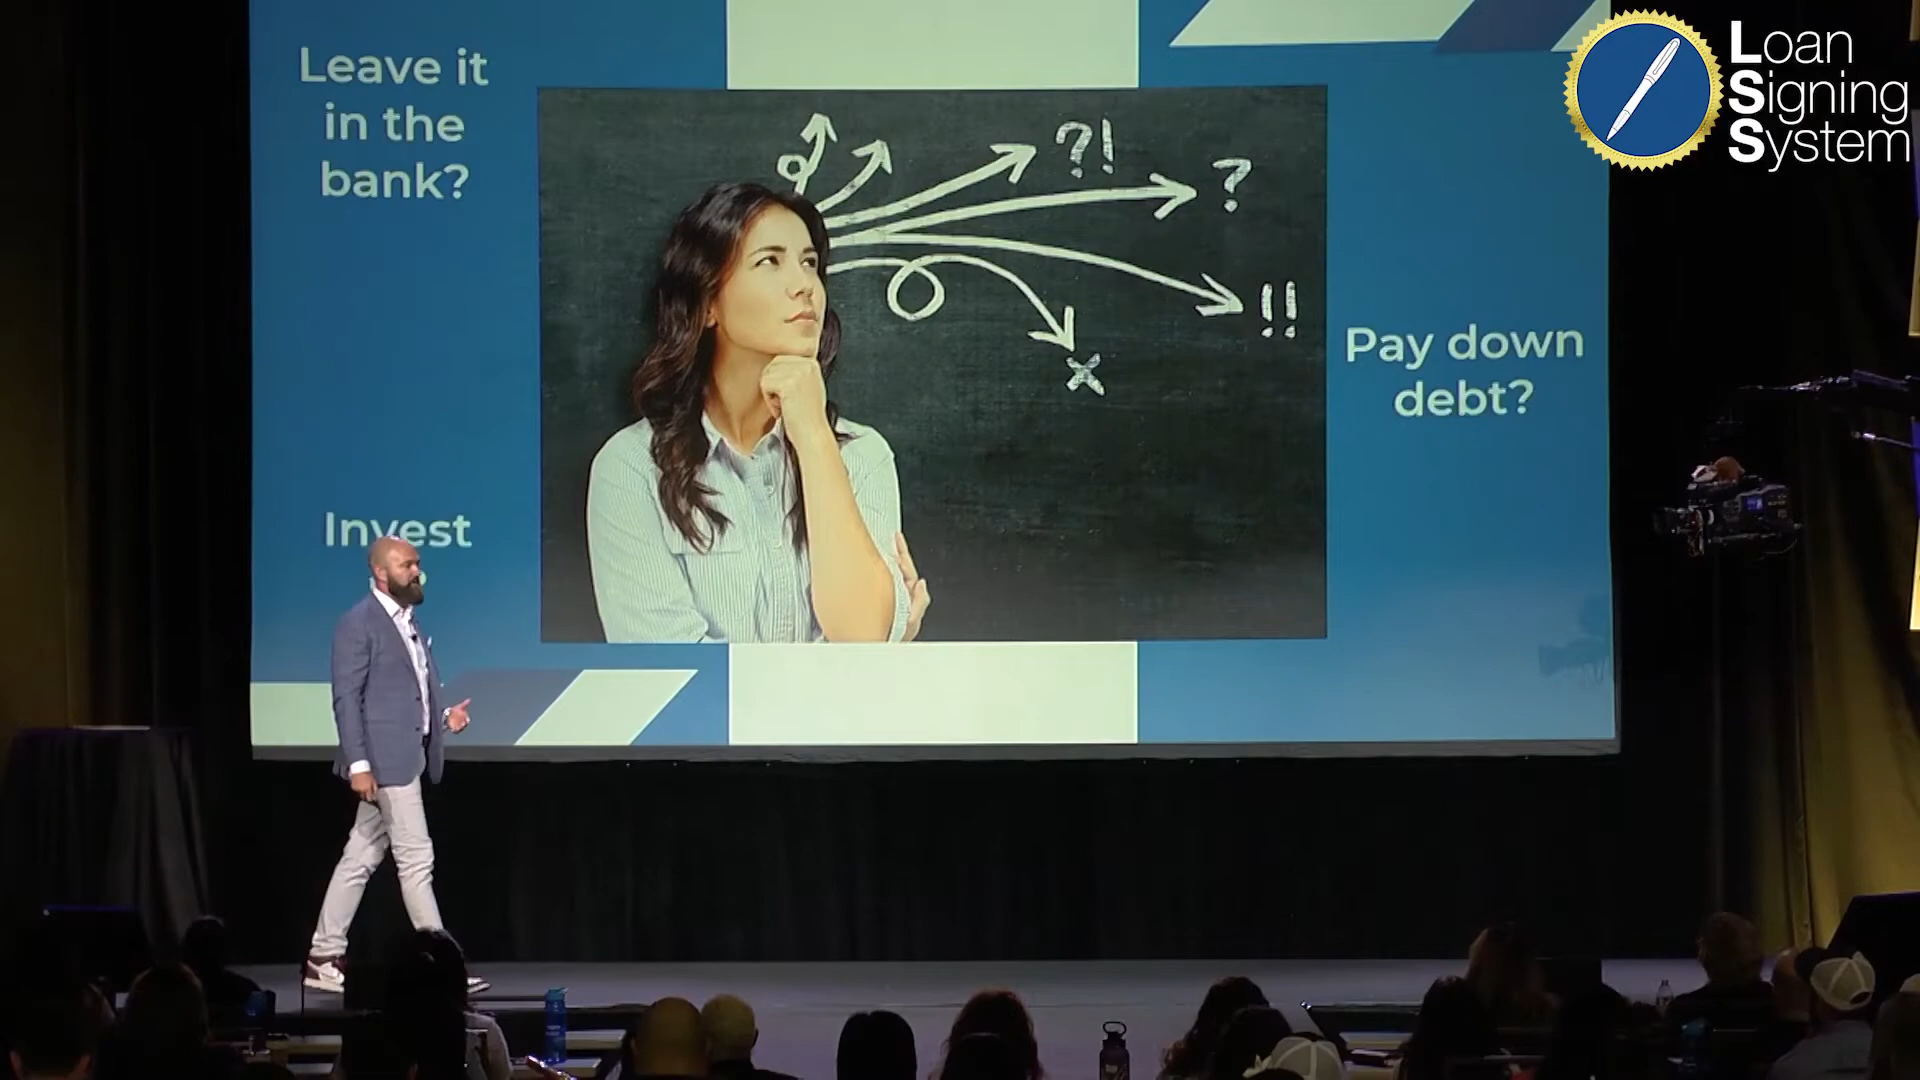 Leave it
in the
bank?
?!
?
!!
x
Pay down
debt?
Invest
Loan
Signing
System